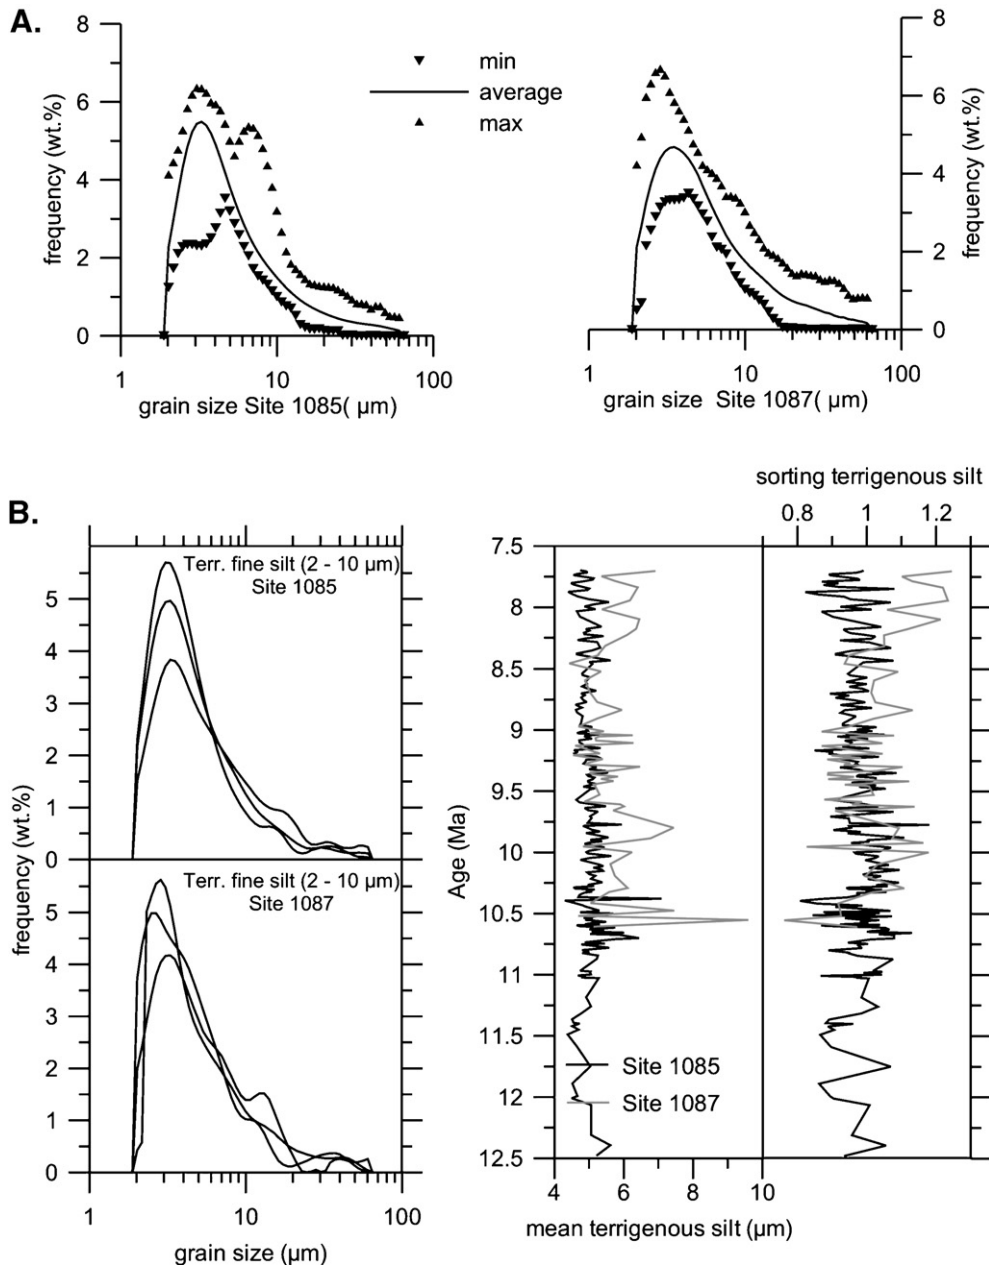 A.
8
6
4
2
0
frequency (wt.%)
1
10
100
grain size Site 1085( µm)
min
average
max
8
6
4
2
0
frequency (wt.%)
1
10
100
grain size Site 1087( µm)
B.
Terr. fine silt (2 - 10 µm)
Site 1085
5
4
3
2
1
0
Terr. fine silt (2 - 10 µm)
Site 1087
5
4
3
2
1
0
frequency (wt.%)
1
10
100
grain size (µm)
sorting terrigenous silt
0.8
1
1.2
7.5
8
8.5
9
9.5
10
10.5
11
11.5
12
12.5
Age (Ma)
Site 1085
Site 1087
4
6
8
10
mean terrigenous silt (µm)